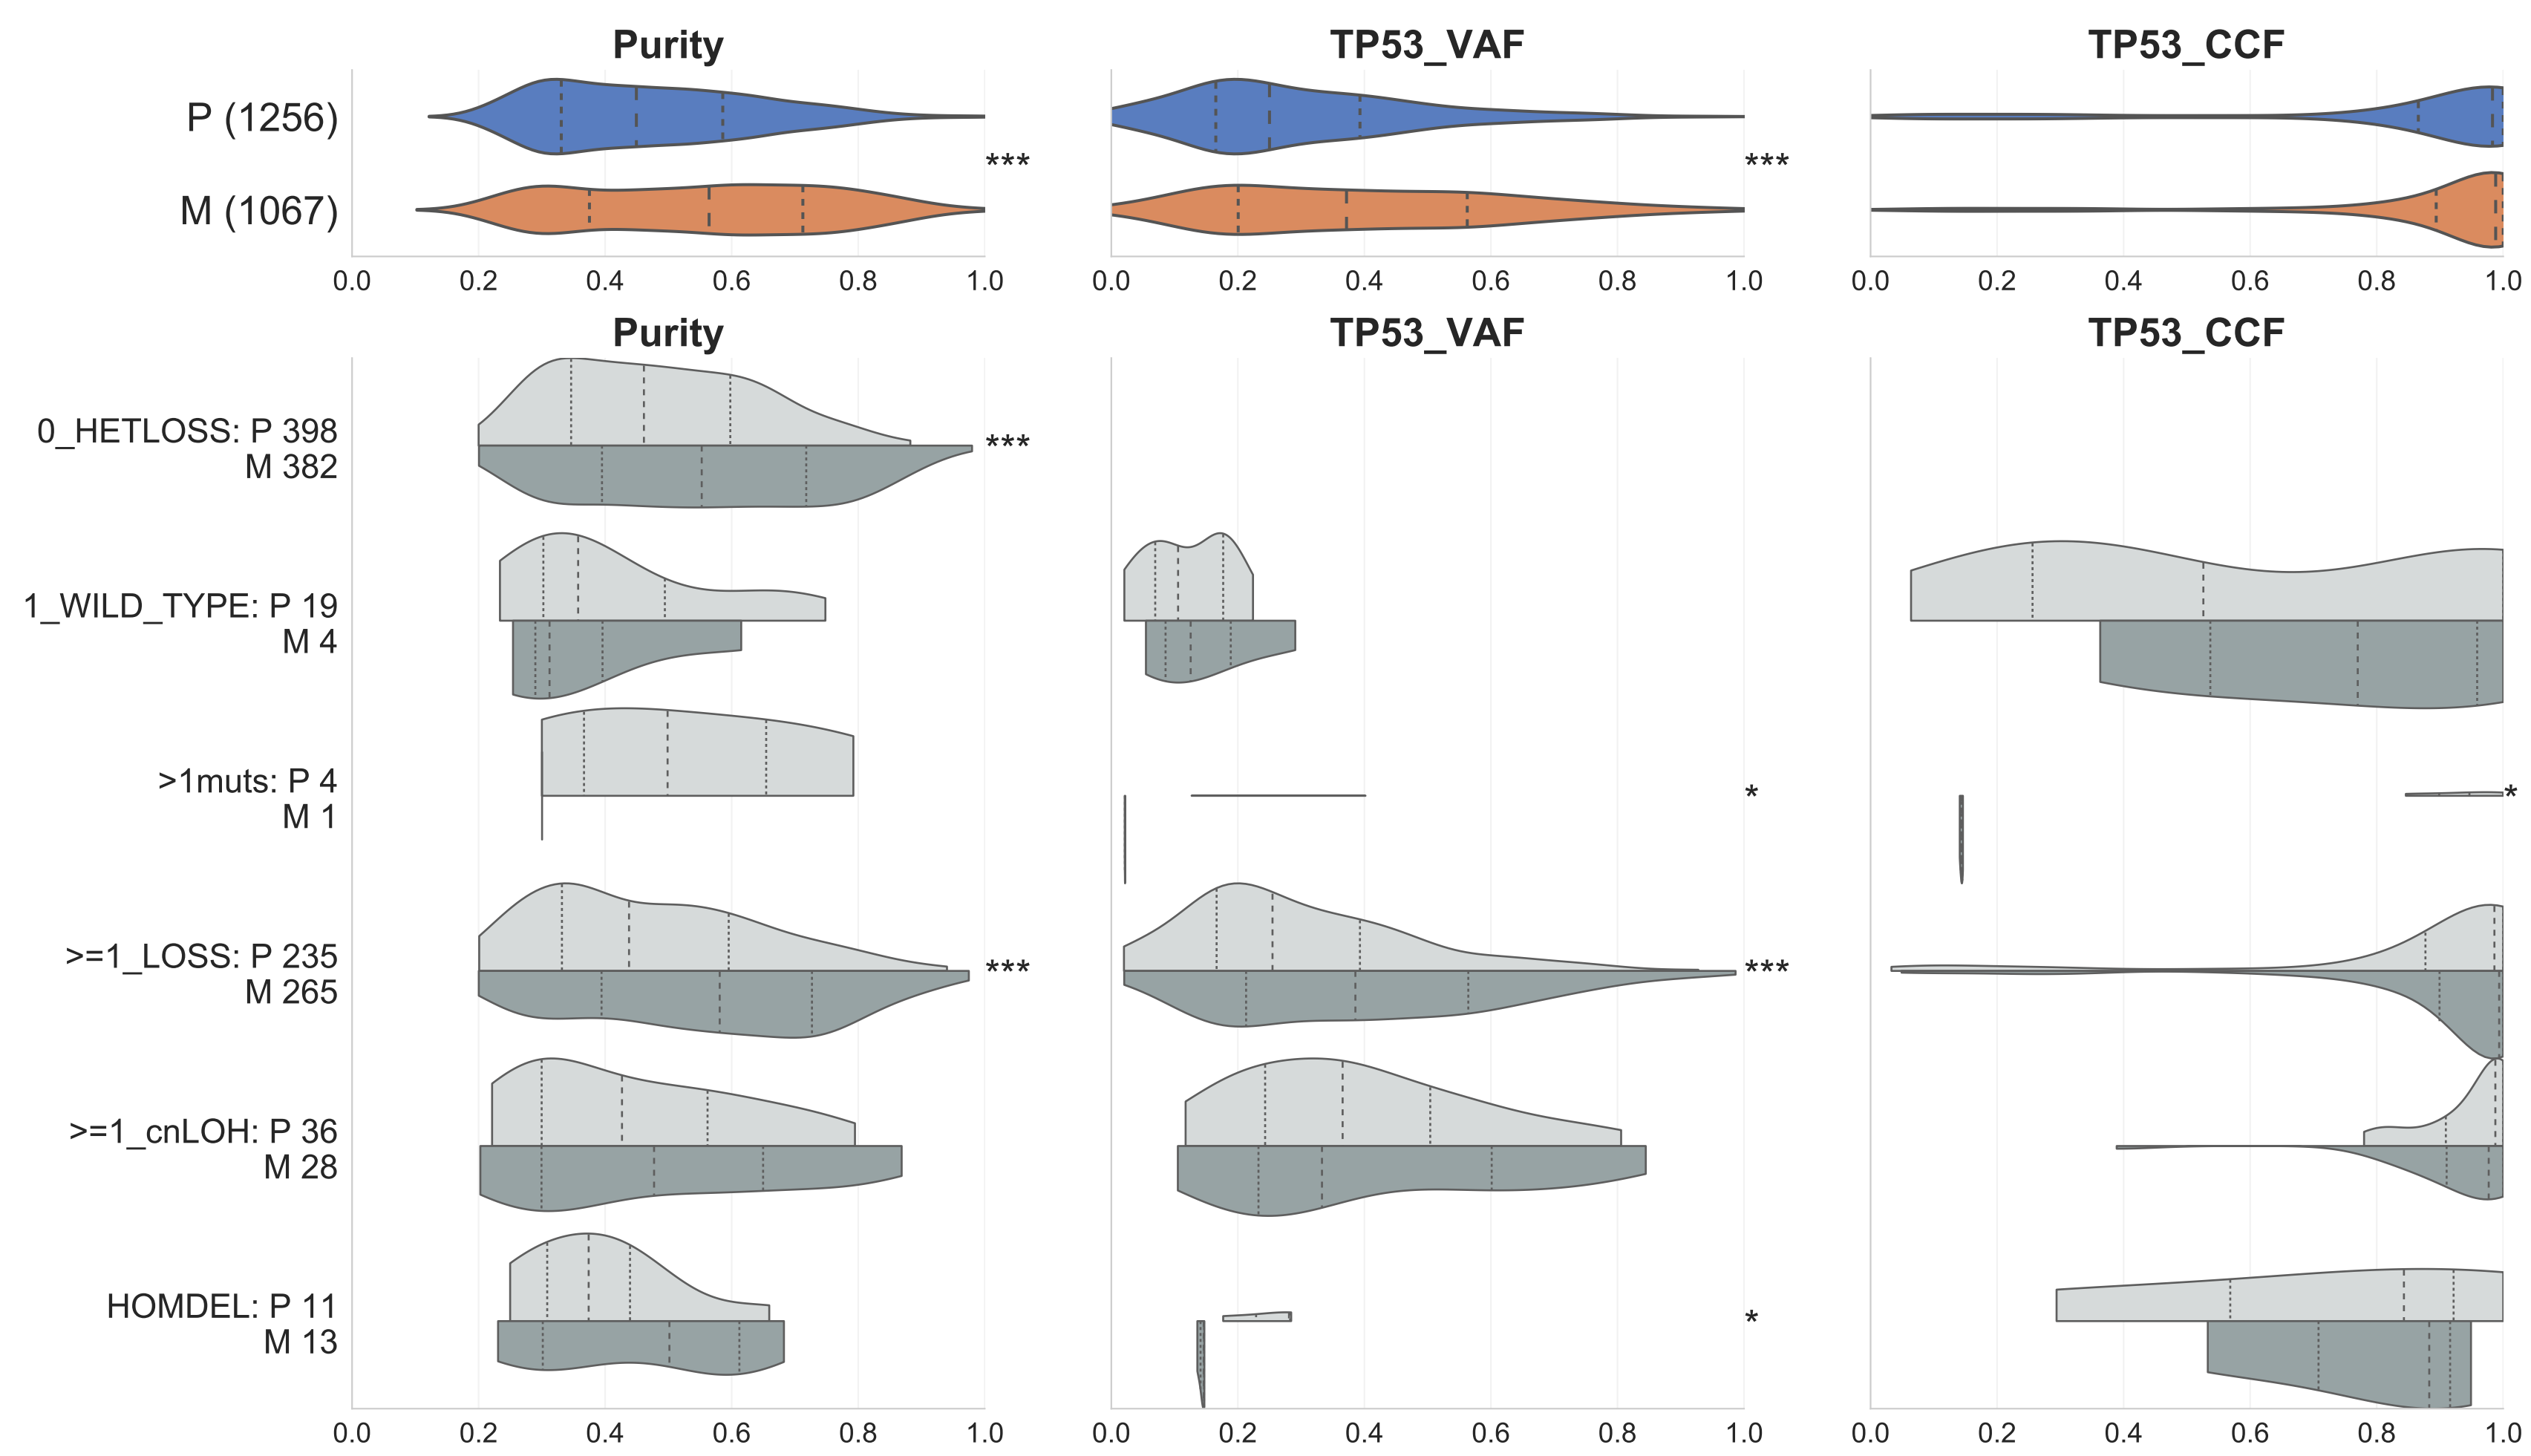 Purity TP53_VAF TP53_CCF
P (1256)
*** ***
M (1067)
0.0 0.2 0.4 0.6 0.8 1.0 0.0 0.2 0.4 0.6 0.8 1.0 0.0 0.2 0.4 0.6 0.8 1.0
Purity TP53_VAF TP53_CCF
0_HETLOSS: P 398
***
M 382
1_WILD_TYPE: P 19
M 4
>1muts: P 4
* *
M 1
>=1_LOSS: P 235
*** ***
M 265
>=1_cnLOH: P 36
M 28
HOMDEL: P 11
*
M 13
0.0 0.2 0.4 0.6 0.8 1.0 0.0 0.2 0.4 0.6 0.8 1.0 0.0 0.2 0.4 0.6 0.8 1.0